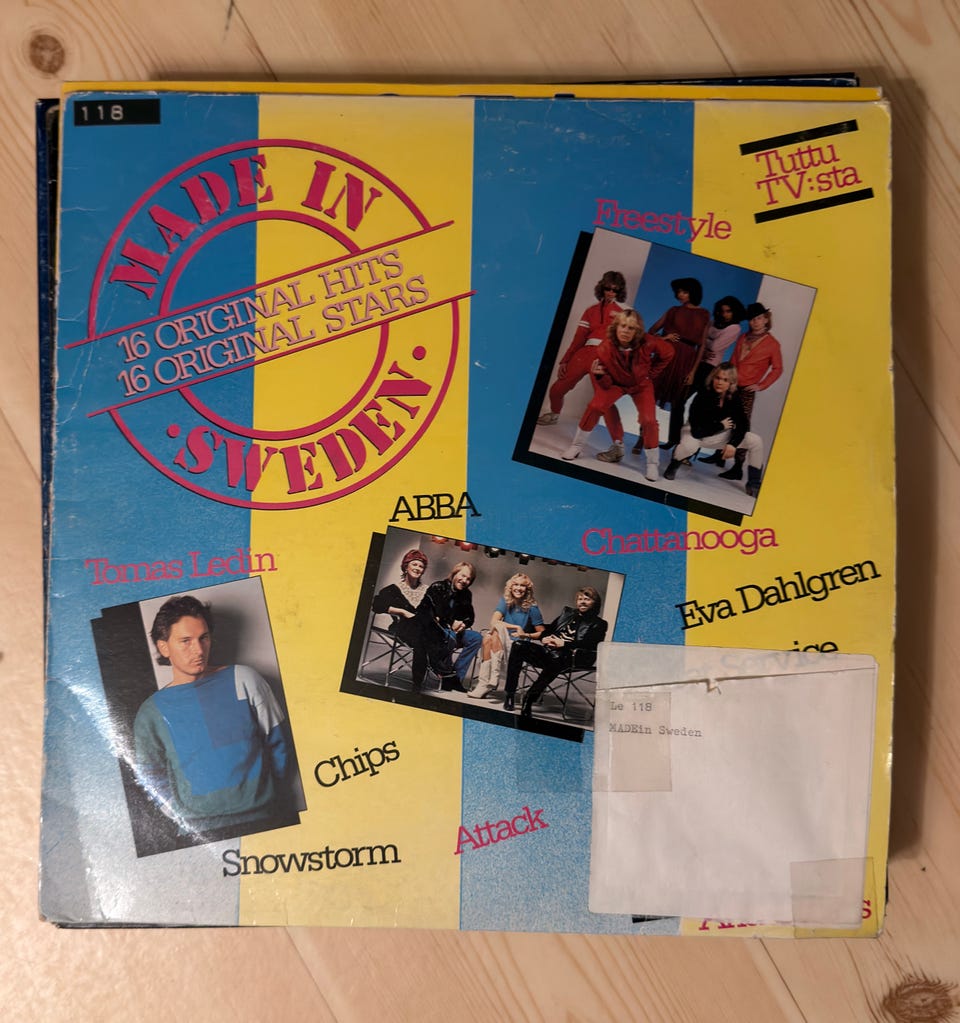 118
MADE IN
16 ORIGINAL HITS
16 ORIGINAL STARS
SWEDEN
Tuttu
TV:sta
Freestyle
ABBA
Chattanooga
Tomas Ledin
Eva Dahlgren
Service
Le 118
MADEin Sweden
Chips
Attack
Snowstorm